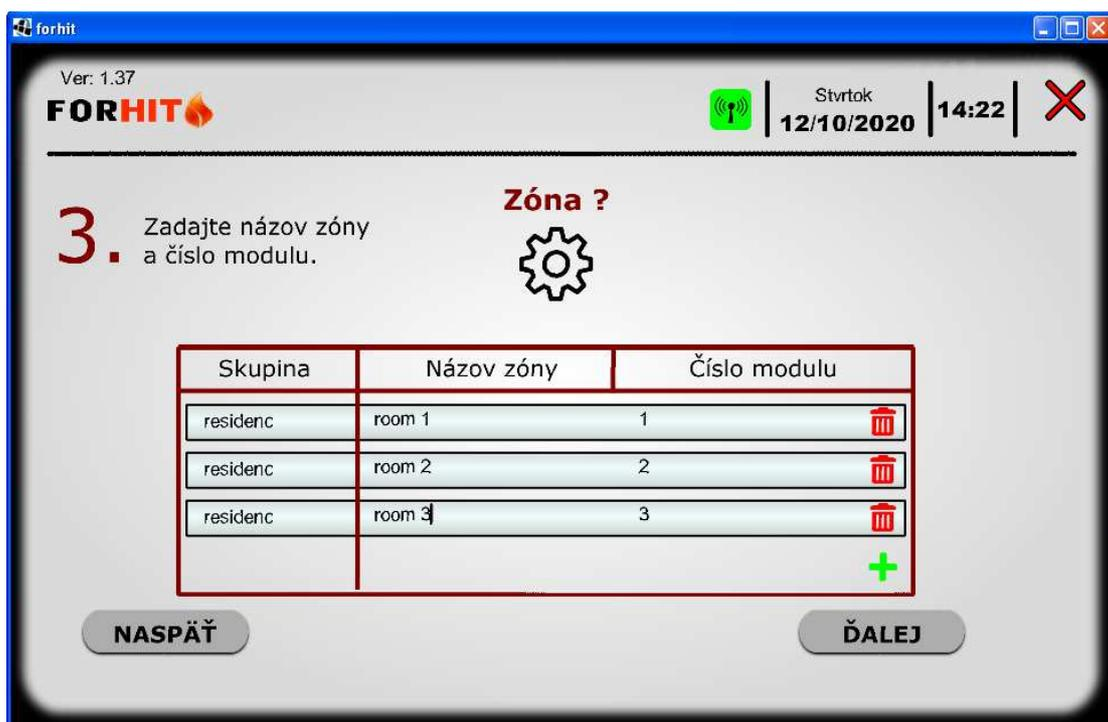 forhit
Ver: 1.37
FORHIT
Stvrtok
12/10/2020
14:22
Zóna ?
3.
Zadajte názov zóny
a číslo modulu.
Skupina Názov zóny Číslo modulu
residenc room 1 1
residenc room 2 2
residenc room 3 3
NASPÄŤ ĎALEJ